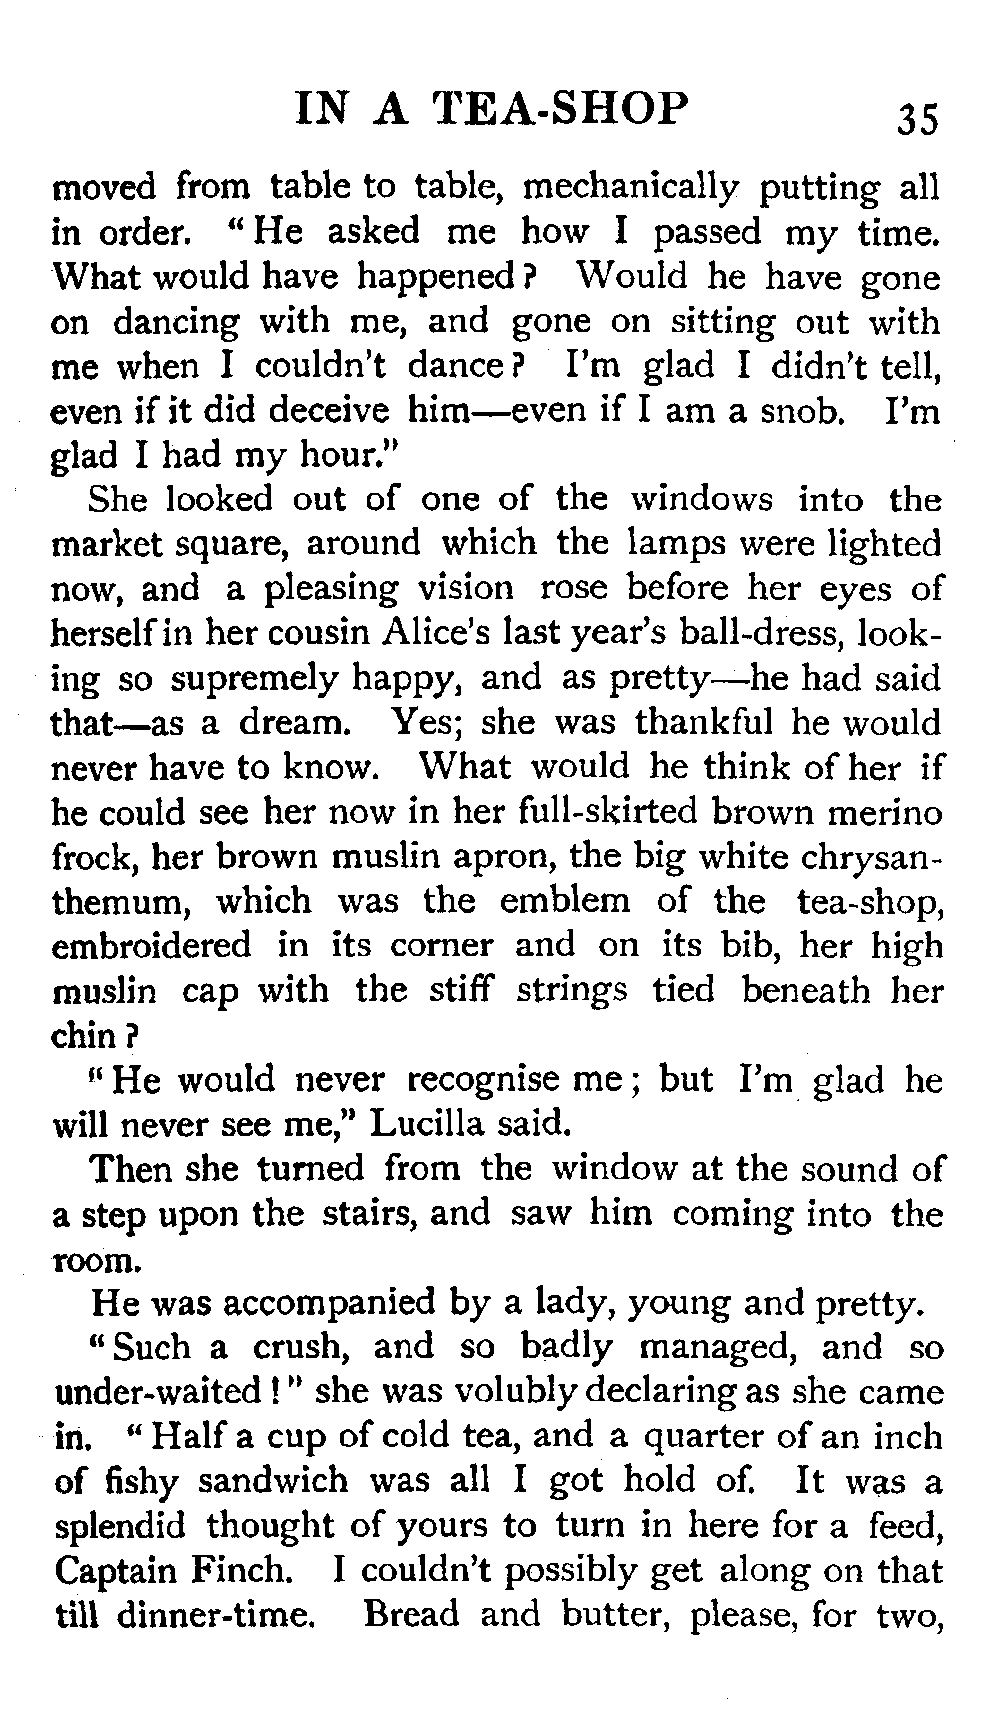 IN A TEA-SHOP 35
moved from table to table, mechanically putting all
in order. “ He asked me how I passed my time.
What would have happened ? Would he have gone
on dancing with me, and gone on sitting out with
me when I couldn't dance ? I'm glad I didn't tell,
even if it did deceive him—even if I am a snob. I'm
glad I had my hour.”
She looked out of one of the windows into the
market square, around which the lamps were lighted
now, and a pleasing vision rose before her eyes of
herself in her cousin Alice's last year's ball-dress, look-
ing so supremely happy, and as pretty—he had said
that—as a dream. Yes; she was thankful he would
never have to know. What would he think of her if
he could see her now in her full-skirted brown merino
frock, her brown muslin apron, the big white chrysan-
themum, which was the emblem of the tea-shop,
embroidered in its corner and on its bib, her high
muslin cap with the stiff strings tied beneath her
chin ?
“ He would never recognise me ; but I'm glad he
will never see me,” Lucilla said.
Then she turned from the window at the sound of
a step upon the stairs, and saw him coming into the
room.
He was accompanied by a lady, young and pretty.
“ Such a crush, and so badly managed, and so
under-waited ! ” she was volubly declaring as she came
in. “ Half a cup of cold tea, and a quarter of an inch
of fishy sandwich was all I got hold of. It was a
splendid thought of yours to turn in here for a feed,
Captain Finch. I couldn't possibly get along on that
till dinner-time. Bread and butter, please, for two,